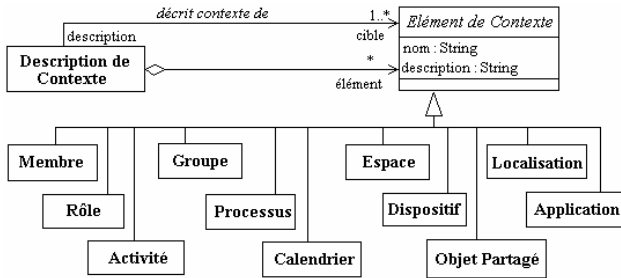 décrit contexte de
1..*
Elément de Contexte
description
cible
nom : String
description : String
Description de
Contexte
*
élément
Membre
Groupe
Espace
Localisation
Rôle
Processus
Dispositif
Application
Activité
Calendrier
Objet Partagé